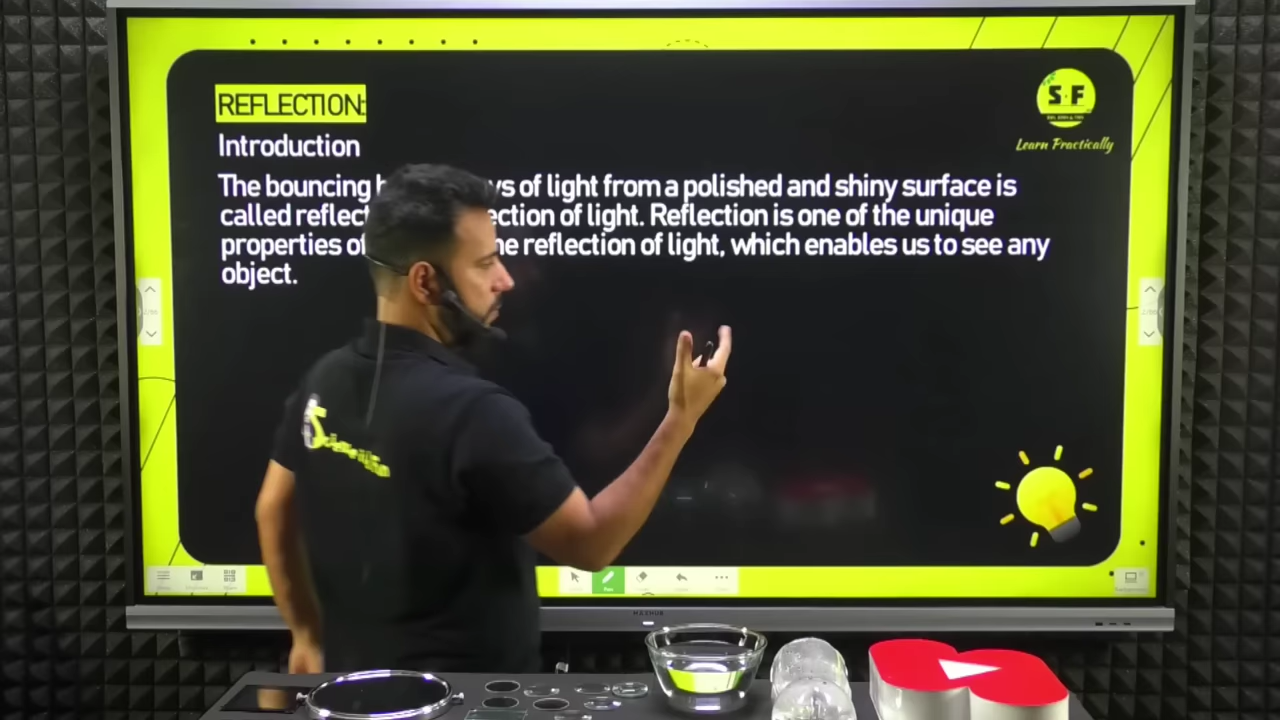 REFLECTION:
Introduction
The bouncing b ys of light from a polished and shiny surface is
called reflect ection of light. Reflection is one of the unique
properties of he reflection of light, which enables us to see any
object.
S F
Learn Practically
MAXHUB